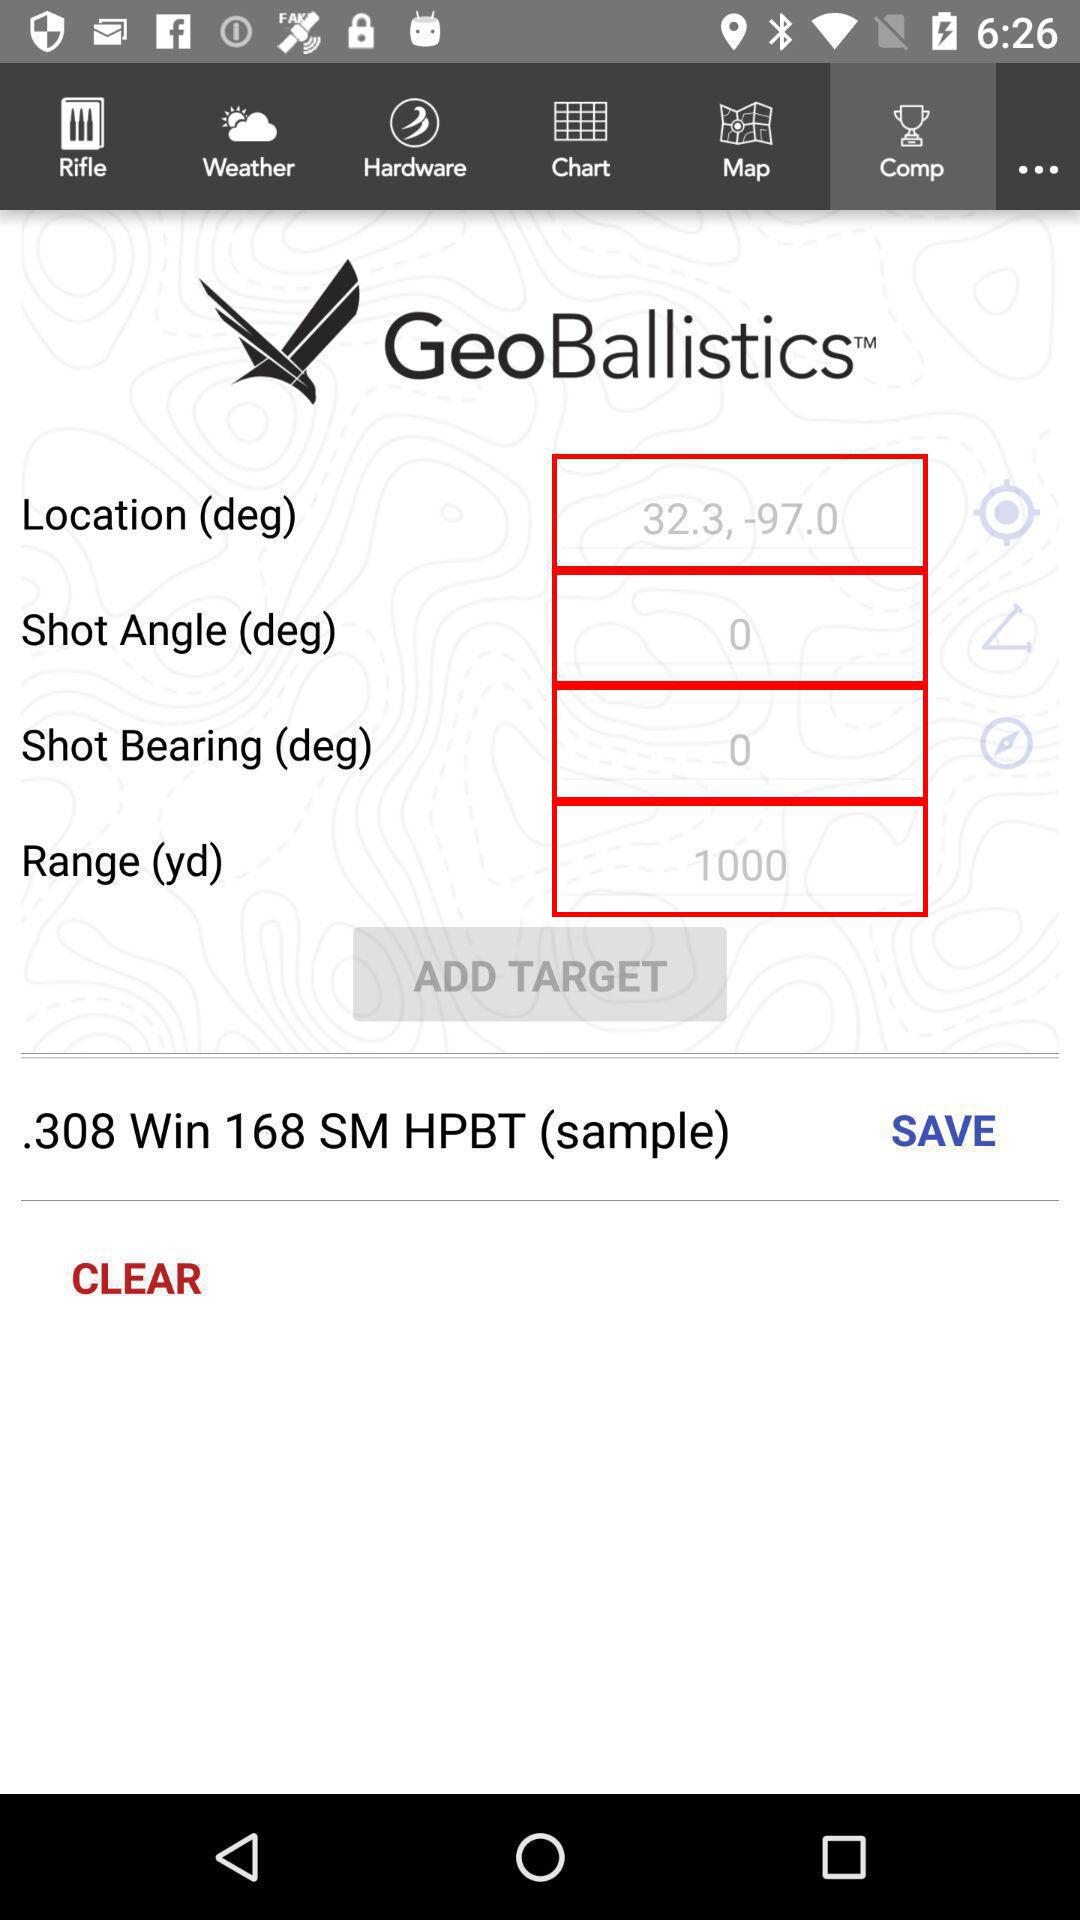 FAKE
6:26
Rifle Weather Hardware Chart Map Comp
GeoBallistics™
Location (deg) 32.3, -97.0
Shot Angle (deg) 0
Shot Bearing (deg) 0
Range (yd) 1000
ADD TARGET
.308 Win 168 SM HPBT (sample) SAVE
CLEAR